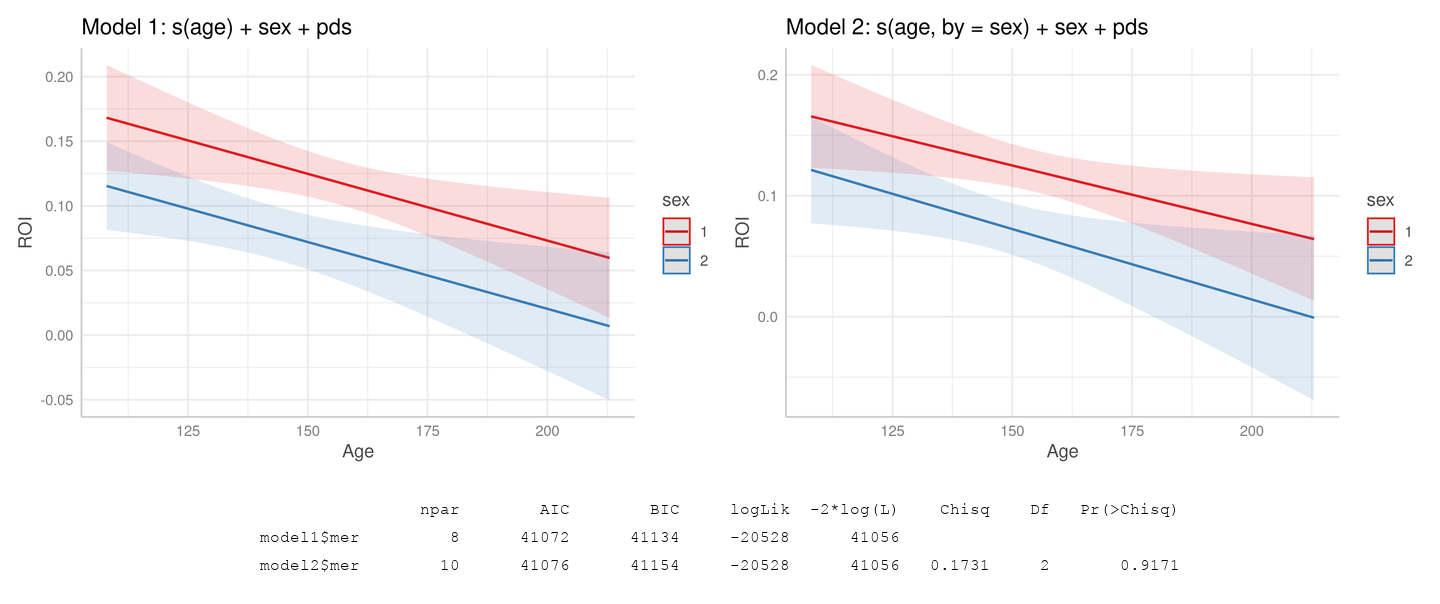 Model 1: s(age) + sex + pds
0.20
0.15
0.10
0.05
0.00
-0.05
ROI
125 150 175 200
Age
sex
1
2
Model 2: s(age, by = sex) + sex + pds
0.2
0.1
0.0
ROI
125 150 175 200
Age
sex
1
2
npar AIC BIC logLik -2*log(L) Chisq Df Pr(>Chisq)
model1$mer 8 41072 41134 -20528 41056
model2$mer 10 41076 41154 -20528 41056 0.1731 2 0.9171